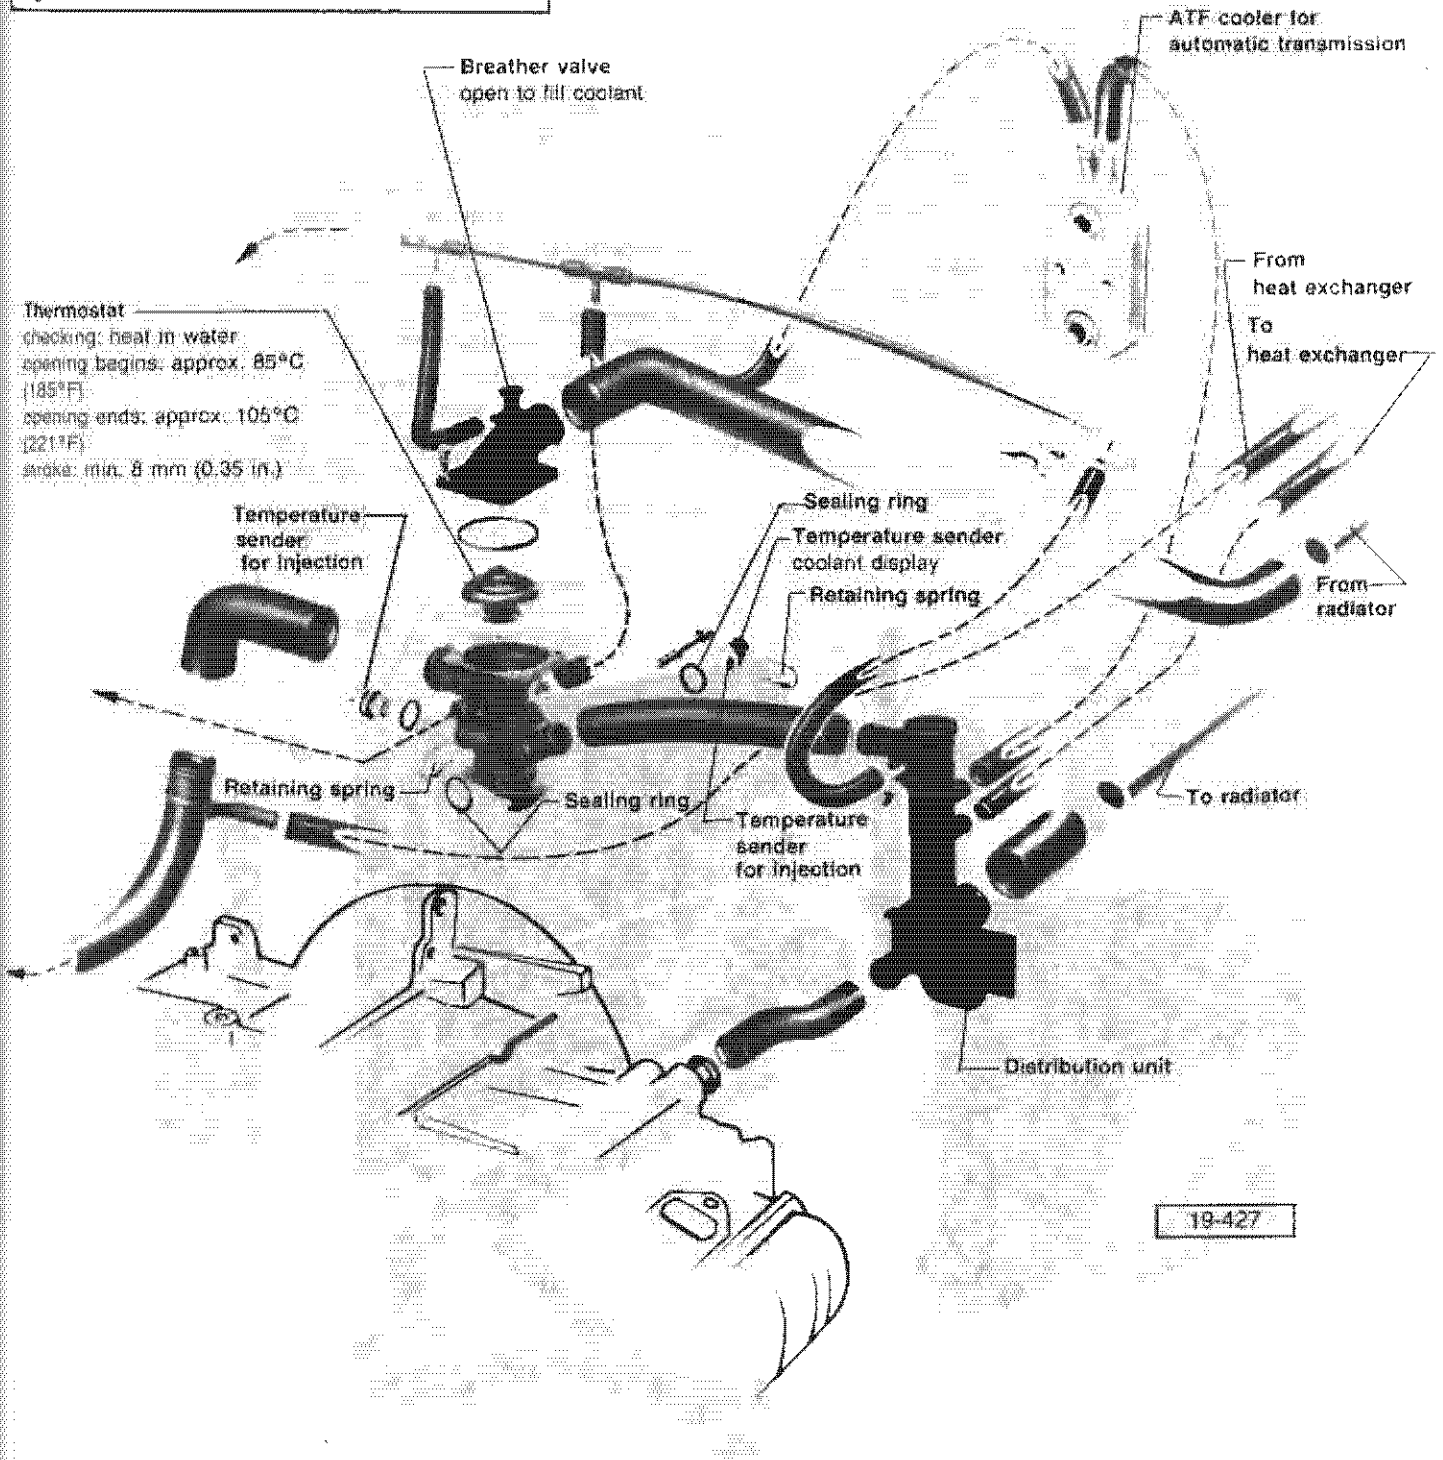 ATF cooler for
automatic transmission
Breather valve
open to fill coolant
From
heat exchanger
To
heat exchanger
Thermostat
checking: heat in water
opening begins: approx. 85°C
(185°F)
opening ends: approx. 105°C
(221°F)
stroke: min. 8 mm (0.35 in.)
Temperature
sender
for injection
Sealing ring
Temperature sender
coolant display
Retaining spring
From
radiator
Retaining spring
Sealing ring
To radiator
Temperature
sender
for injection
Distribution unit
19-427